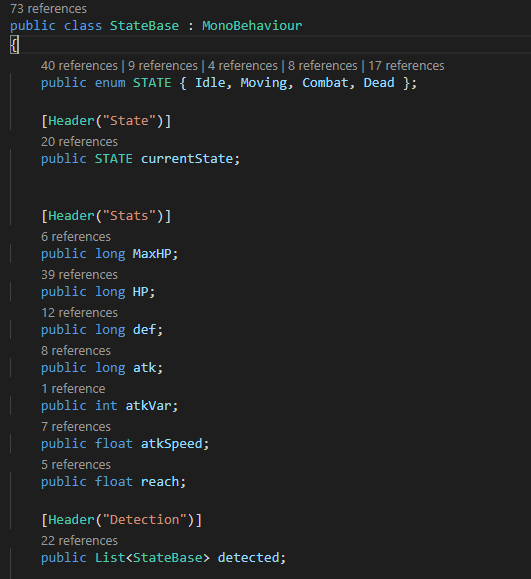 73 references
public class StateBase : MonoBehaviour
{
40 references | 9 references | 4 references | 8 references | 17 references
public enum STATE { Idle, Moving, Combat, Dead };
[Header("State")]
20 references
public STATE currentState;
[Header("Stats")]
6 references
public long MaxHP;
39 references
public long HP;
12 references
public long def;
8 references
public long atk;
1 reference
public int atkVar;
7 references
public float atkSpeed;
5 references
public float reach;
[Header("Detection")]
22 references
public List<StateBase> detected;